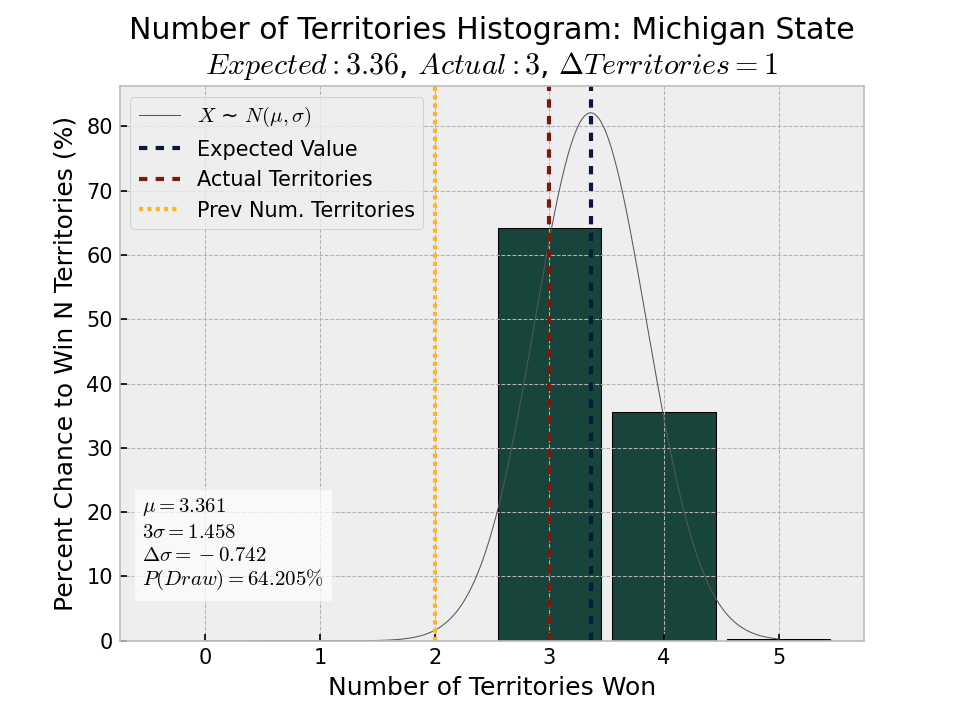 Number of Territories Histogram: Michigan State
Expected : 3.36, Actual : 3, ΔTerritories = 1
Percent Chance to Win N Territories (%)
80
70
60
50
40
30
20
10
0
X ~ N(μ, σ)
Expected Value
Actual Territories
Prev Num. Territories
μ = 3.361
3σ = 1.458
Δσ = − 0.742
P(Draw) = 64.205%
0 1 2 3 4 5
Number of Territories Won